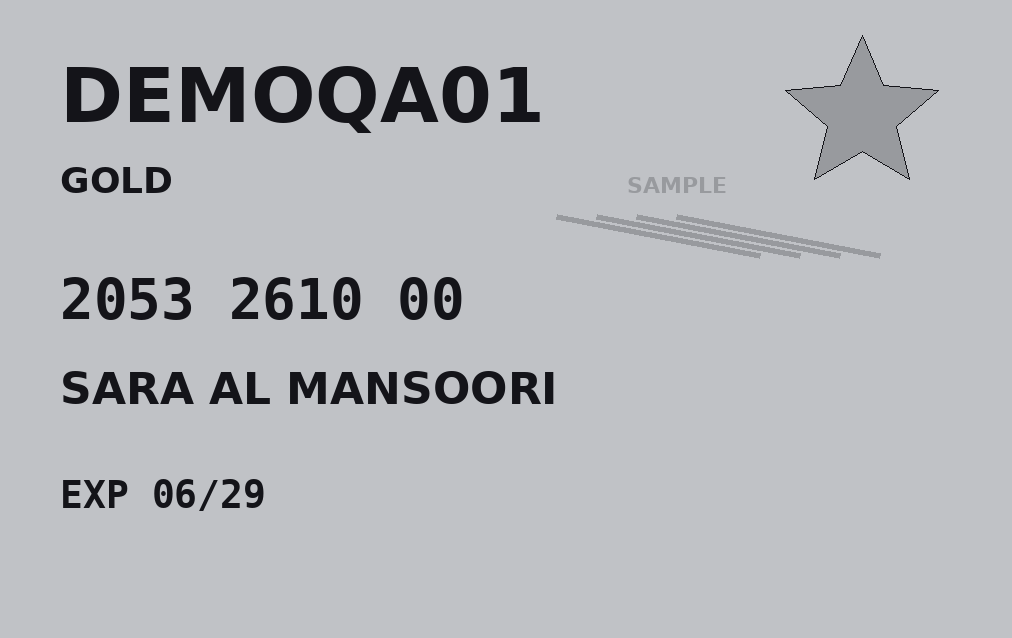 DEMOQA01
GOLD
SAMPLE
2053 2610 00
SARA AL MANSOORI
EXP 06/29